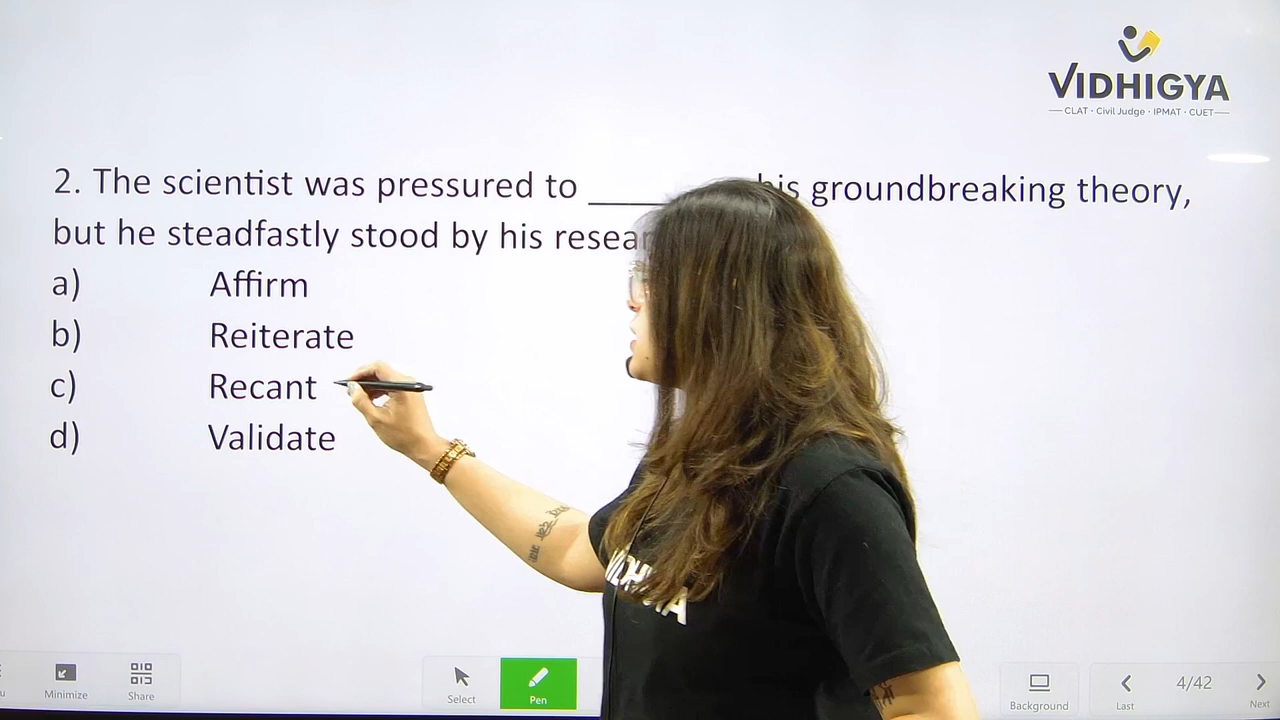 VIDHIGYA
CLAT · Civil Judge · IPMAT · CUET
2. The scientist was pressured to ______ his groundbreaking theory,
but he steadfastly stood by his
a) Affirm
b) Reiterate
c) Recant
d) Validate
Minimize
Share
Select
Pen
Background
Last
4/42
Next